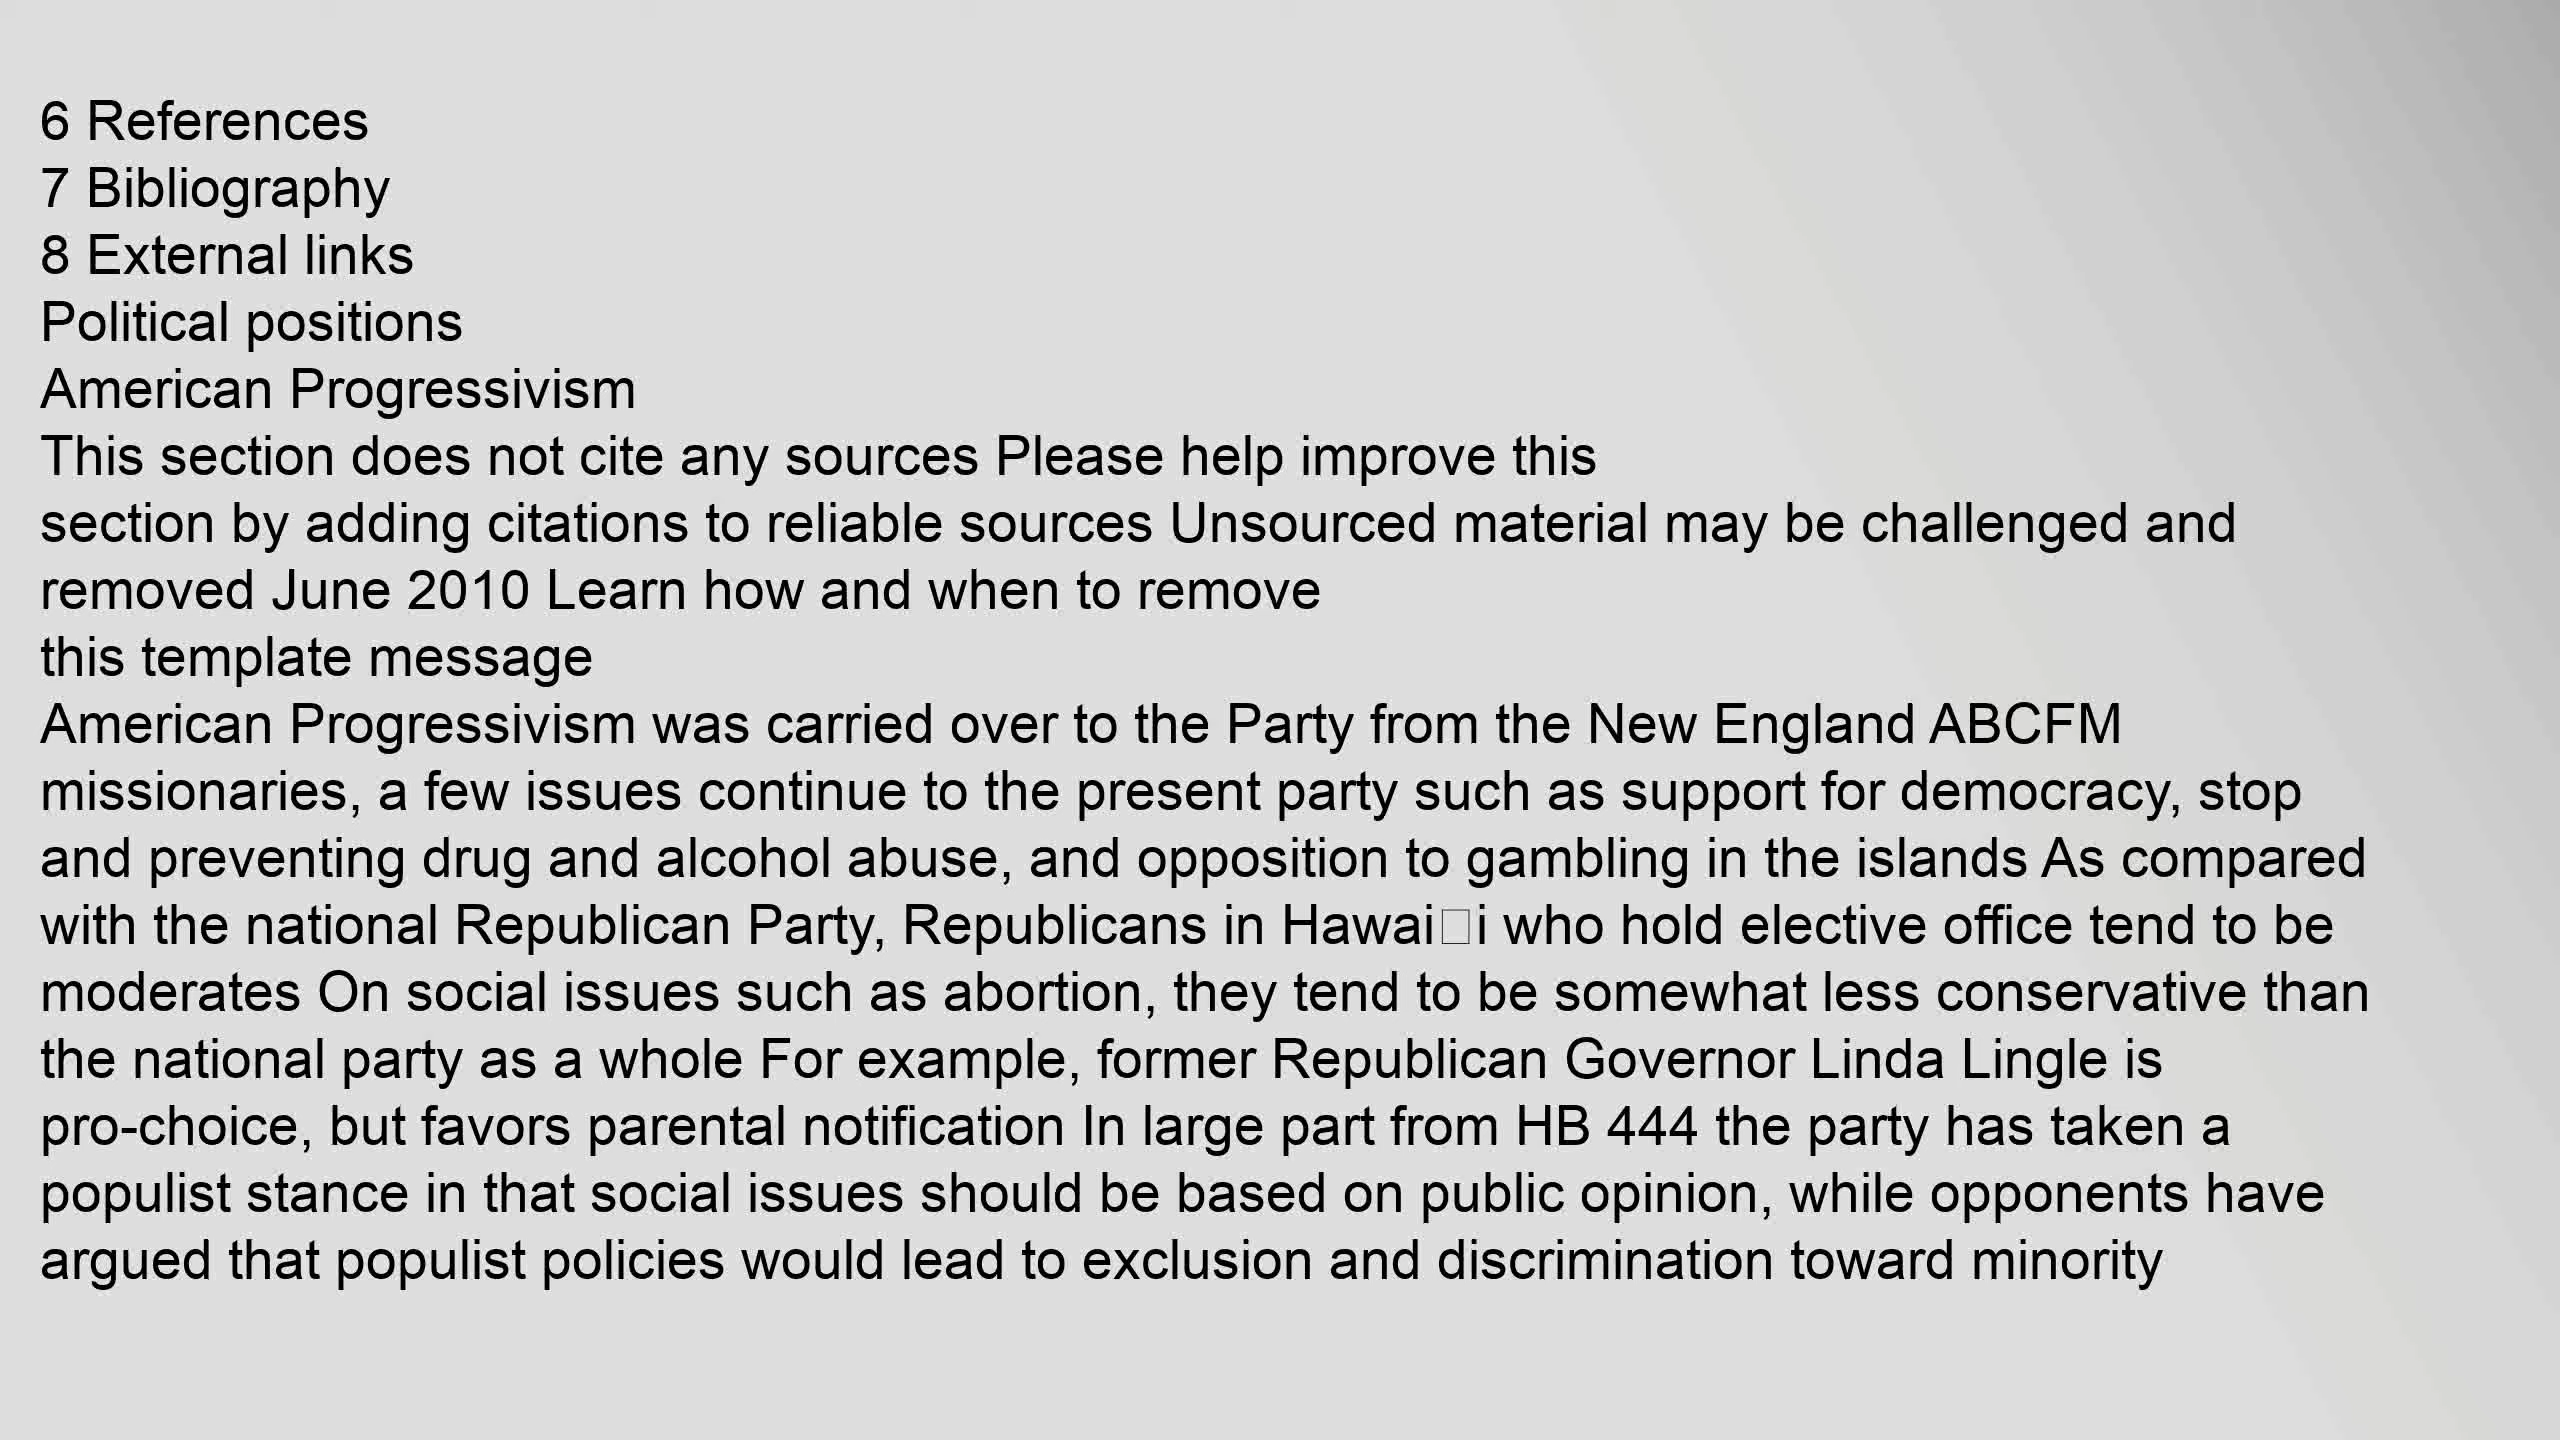 6 References
7 Bibliography
8 External links
Political positions
American Progressivism
This section does not cite any sources Please help improve this
section by adding citations to reliable sources Unsourced material may be challenged and
removed June 2010 Learn how and when to remove
this template message
American Progressivism was carried over to the Party from the New England ABCFM
missionaries, a few issues continue to the present party such as support for democracy, stop
and preventing drug and alcohol abuse, and opposition to gambling in the islands As compared
with the national Republican Party, Republicans in Hawai□i who hold elective office tend to be
moderates On social issues such as abortion, they tend to be somewhat less conservative than
the national party as a whole For example, former Republican Governor Linda Lingle is
pro-choice, but favors parental notification In large part from HB 444 the party has taken a
populist stance in that social issues should be based on public opinion, while opponents have
argued that populist policies would lead to exclusion and discrimination toward minority